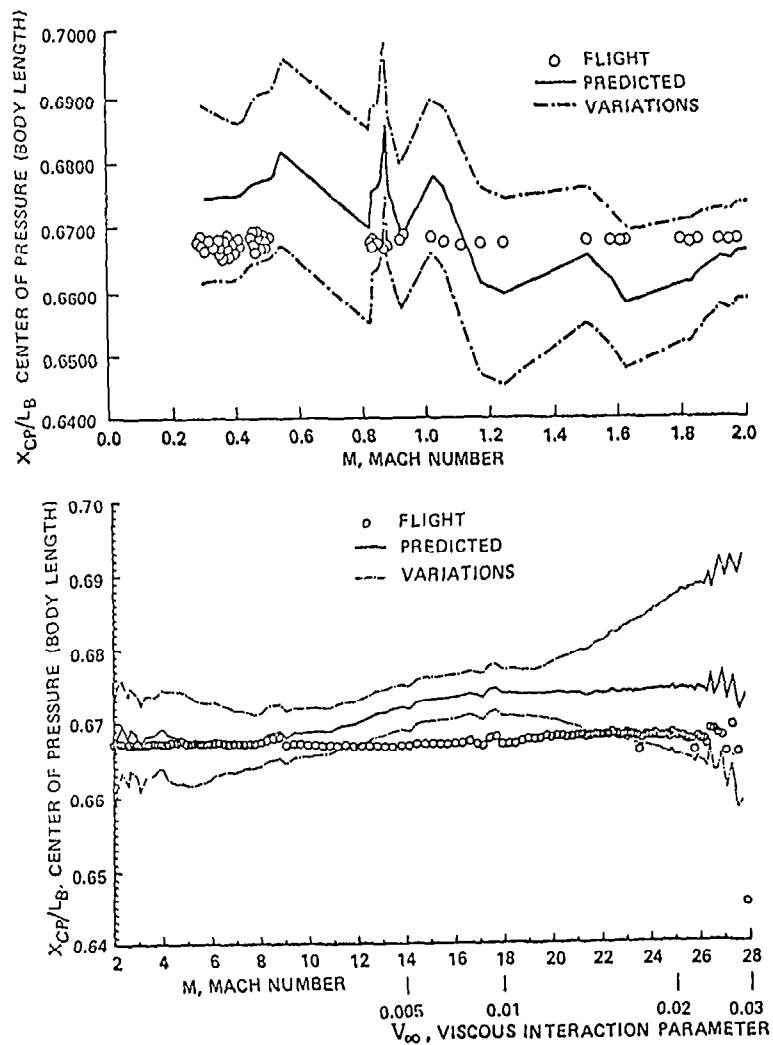 X_CP/L_B CENTER OF PRESSURE (BODY LENGTH)
0.7000
0.6900
0.6800
0.6700
0.6600
0.6500
0.6400
FLIGHT
PREDICTED
VARIATIONS
0.0 0.2 0.4 0.6 0.8 1.0 1.2 1.4 1.6 1.8 2.0
M, MACH NUMBER
X_CP/L_B, CENTER OF PRESSURE (BODY LENGTH)
0.70
0.69
0.68
0.67
0.66
0.65
0.64
FLIGHT
PREDICTED
VARIATIONS
2 4 6 8 10 12 14 16 18 20 22 24 26 28
M, MACH NUMBER
0.005 0.01 0.02 0.03
V∞, VISCOUS INTERACTION PARAMETER